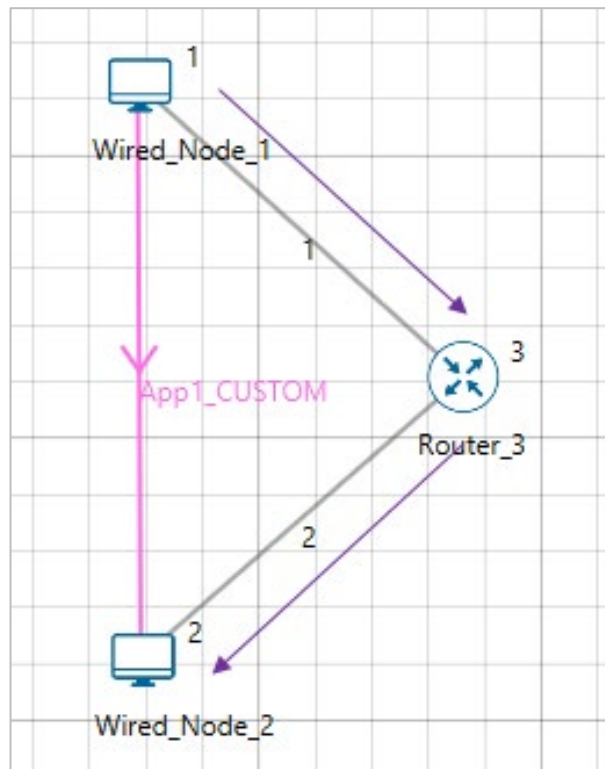 1
Wired_Node_1
1
3
App1_CUSTOM
Router_3
2
2
Wired_Node_2